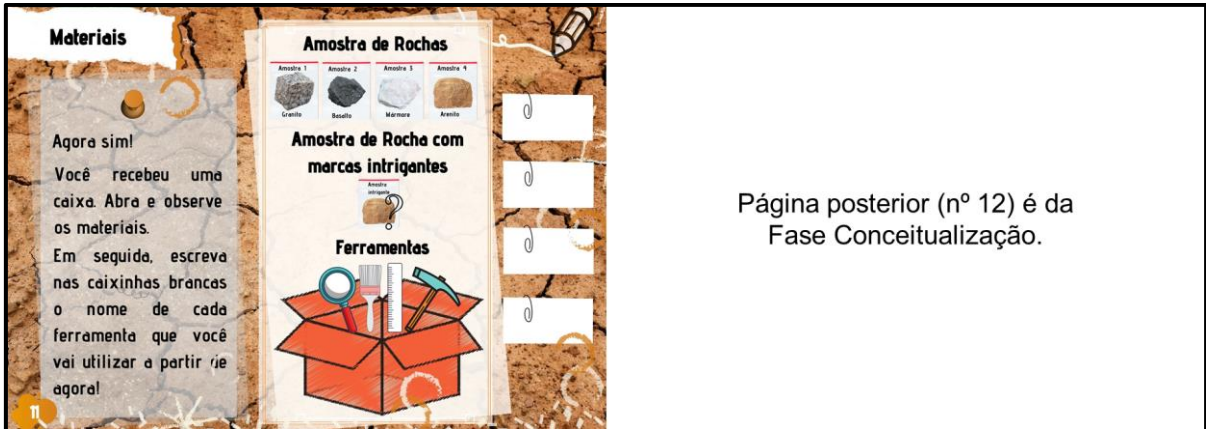 Materiais
Agora sim!
Você recebeu uma
caixa. Abra e observe
os materiais.
Em seguida, escreva
nas caixinhas brancas
o nome de cada
ferramenta que você
vai utilizar a partir de
agora!
11
Amostra de Rochas
Amostra 1 Amostra 2 Amostra 3 Amostra 4
Granito Basalto Mármore Arenito
Amostra de Rocha com
marcas intrigantes
Amostra
intrigante
?
Ferramentas
Página posterior (nº 12) é da
Fase Conceitualização.